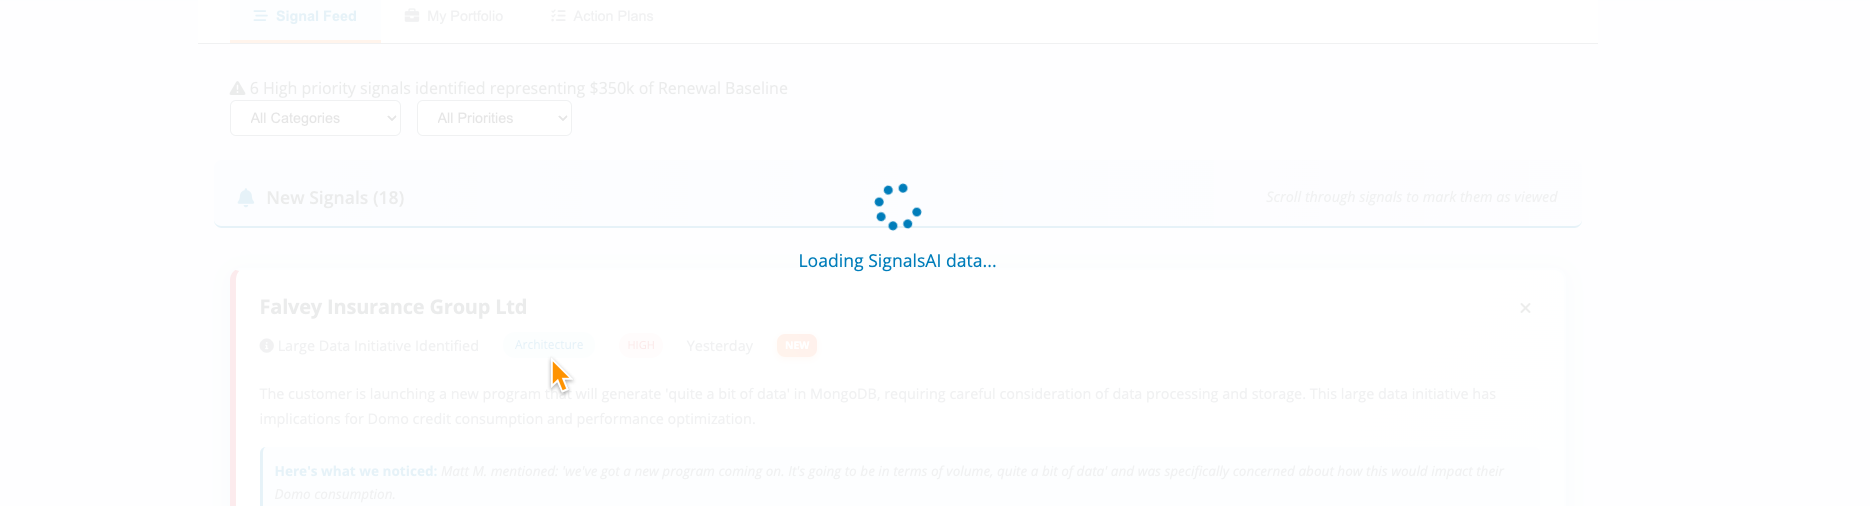 Signal Feed My Portfolio Action Plans
6 High priority signals identified representing $350k of Renewal Baseline
All Categories All Priorities
New Signals (18) Scroll through signals to mark them as viewed
Loading SignalsAI data...
Falvey Insurance Group Ltd
Large Data Initiative Identified Architecture HIGH Yesterday NEW
The customer is launching a new program that will generate 'quite a bit of data' in MongoDB, requiring careful consideration of data processing and storage. This large data initiative has
implications for Domo credit consumption and performance optimization.
Here's what we noticed: Matt M. mentioned: 'we've got a new program coming on. It's going to be in terms of volume, quite a bit of data' and was specifically concerned about how this would impact their
Domo consumption.